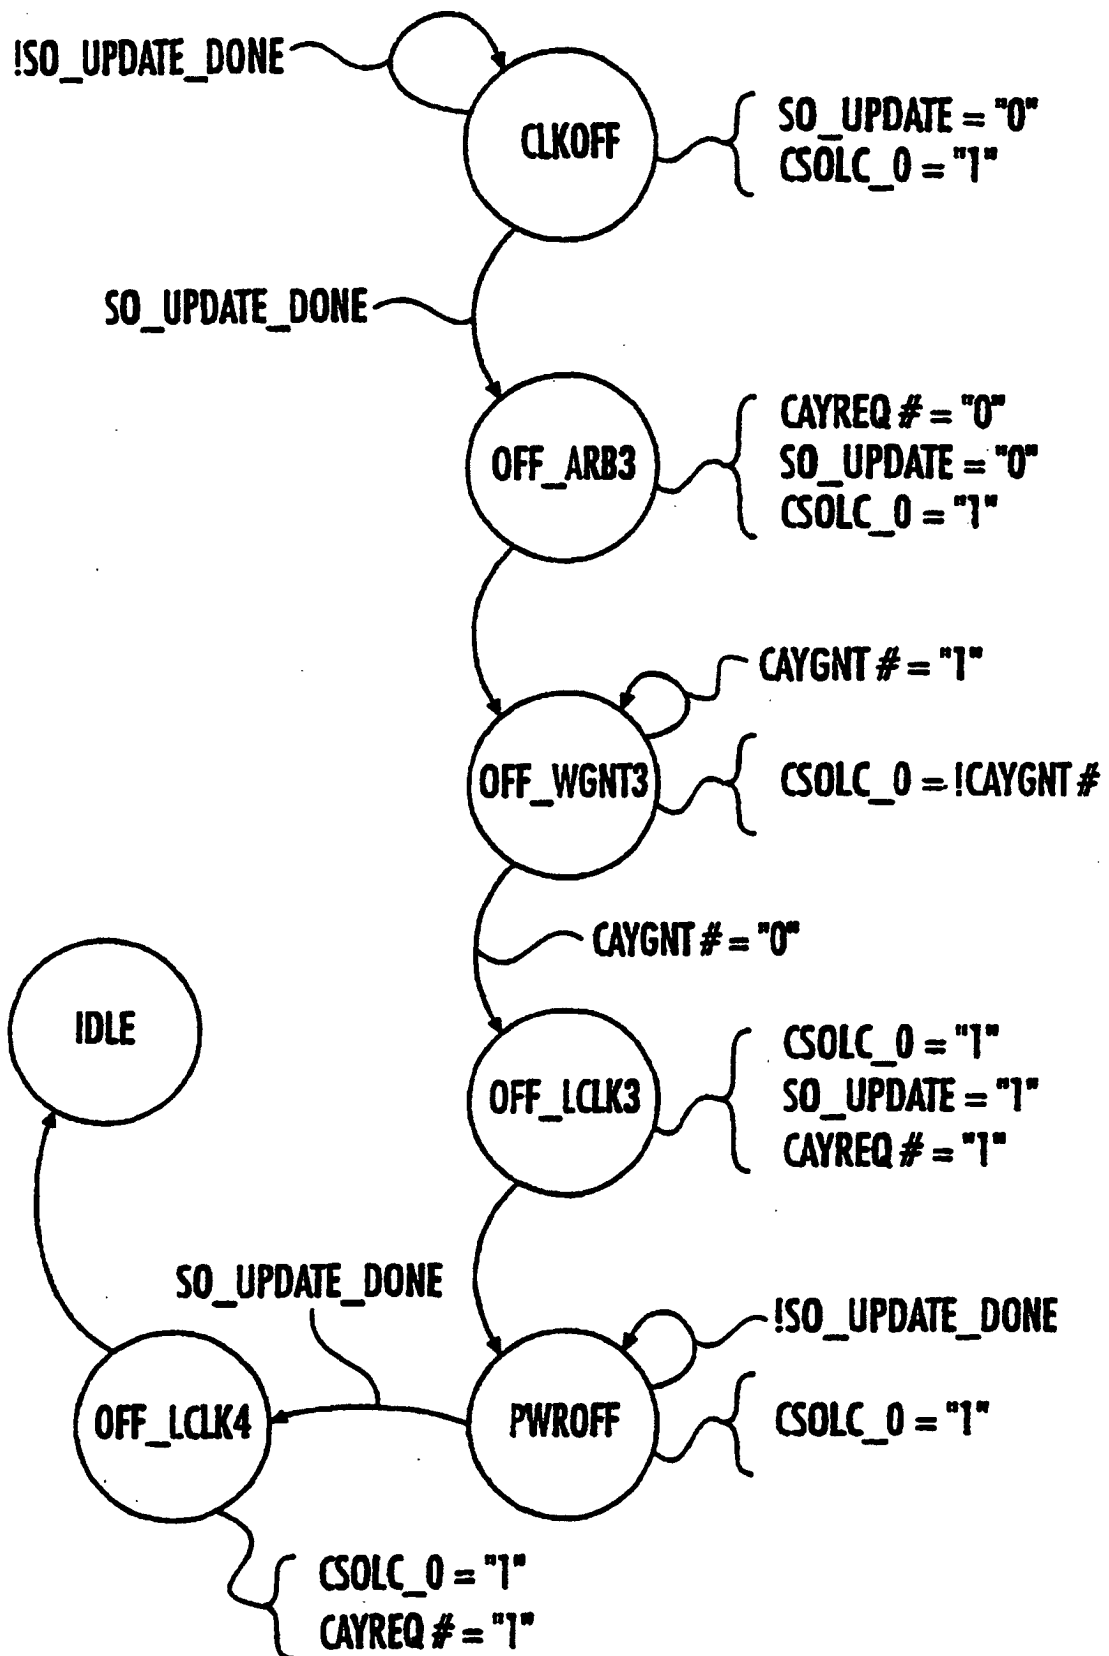 !SO_UPDATE_DONE
CLKOFF
SO_UPDATE = "0"
CSOLC_0 = "1"
SO_UPDATE_DONE
OFF_ARB3
CAYREQ # = "0"
SO_UPDATE = "0"
CSOLC_0 = "1"
CAYGNT # = "1"
OFF_WGNT3
CSOLC_0 = !CAYGNT #
CAYGNT # = "0"
IDLE
OFF_LCLK3
CSOLC_0 = "1"
SO_UPDATE = "1"
CAYREQ # = "1"
SO_UPDATE_DONE
!SO_UPDATE_DONE
OFF_LCLK4
PWROFF
CSOLC_0 = "1"
CSOLC_0 = "1"
CAYREQ # = "1"